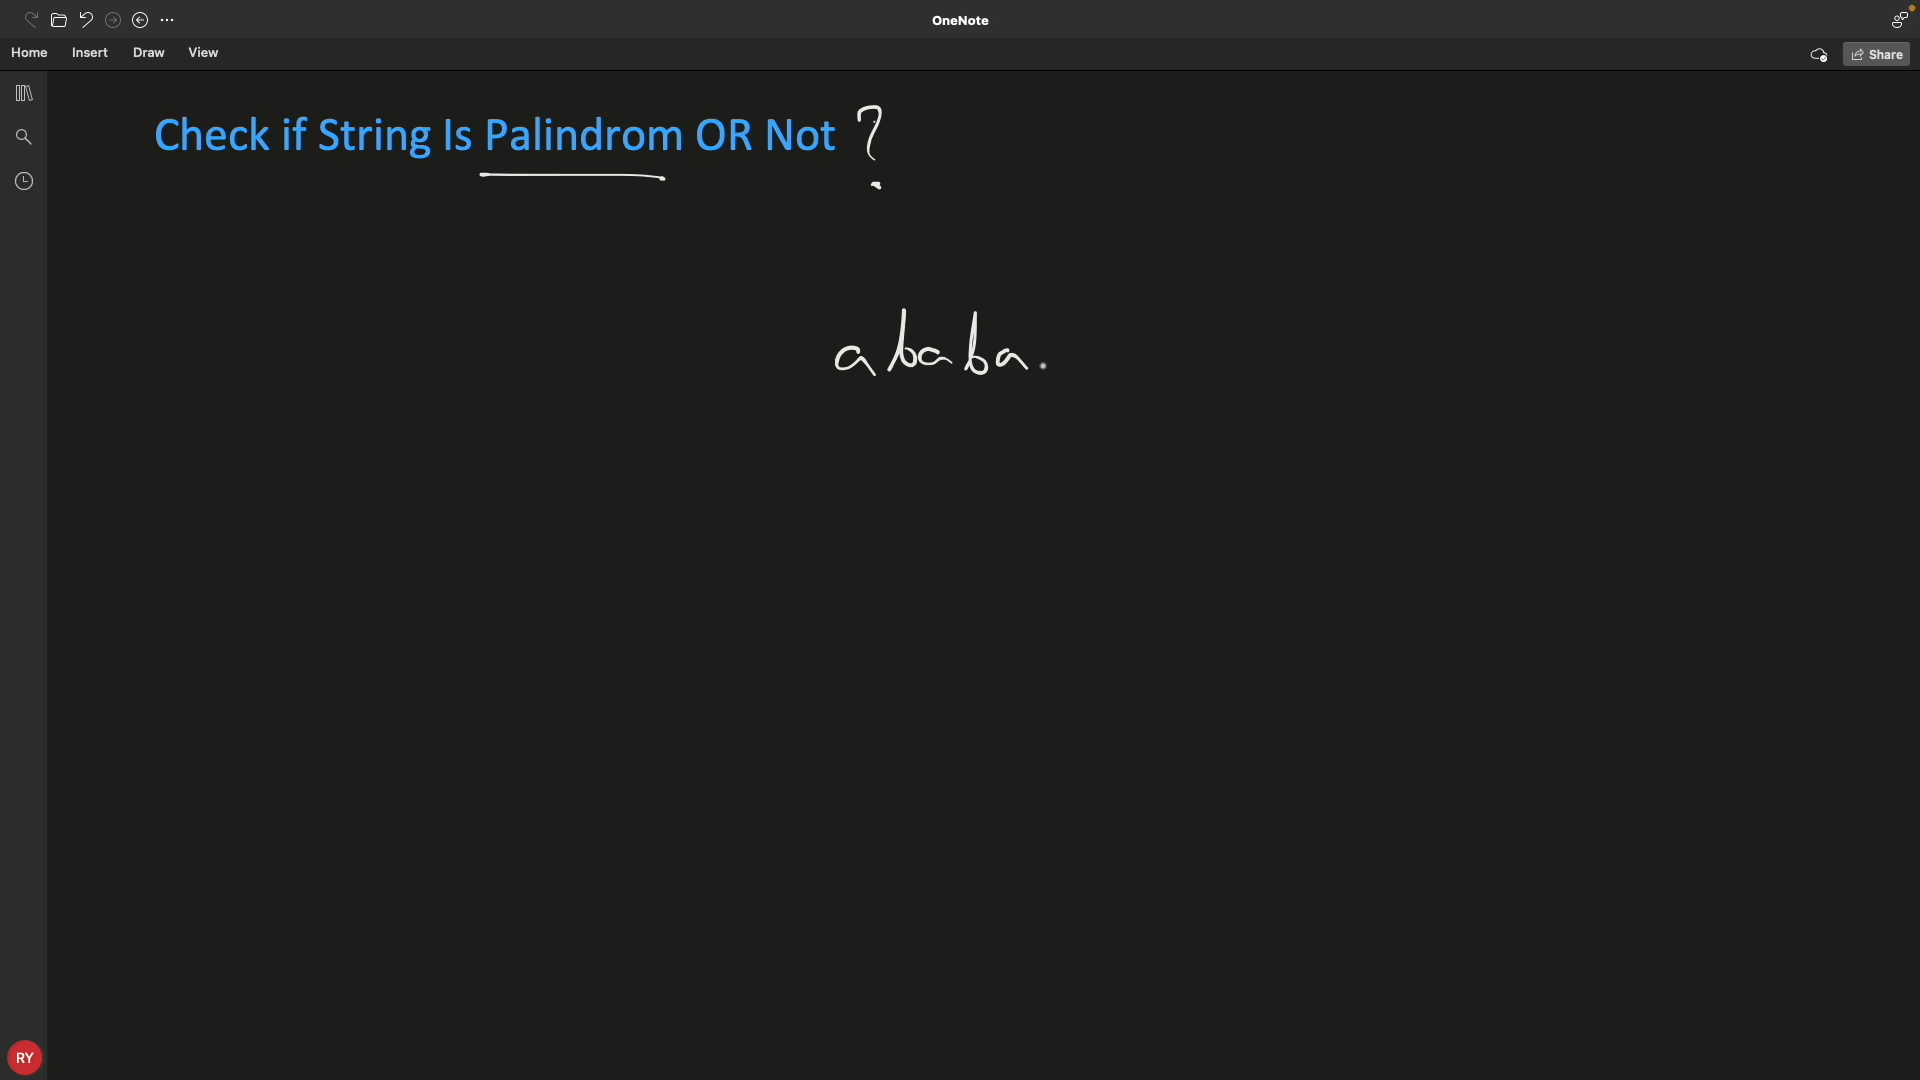 OneNote
Home Insert Draw View Share
Check if String Is Palindrom OR Not ?
ababa.
RY